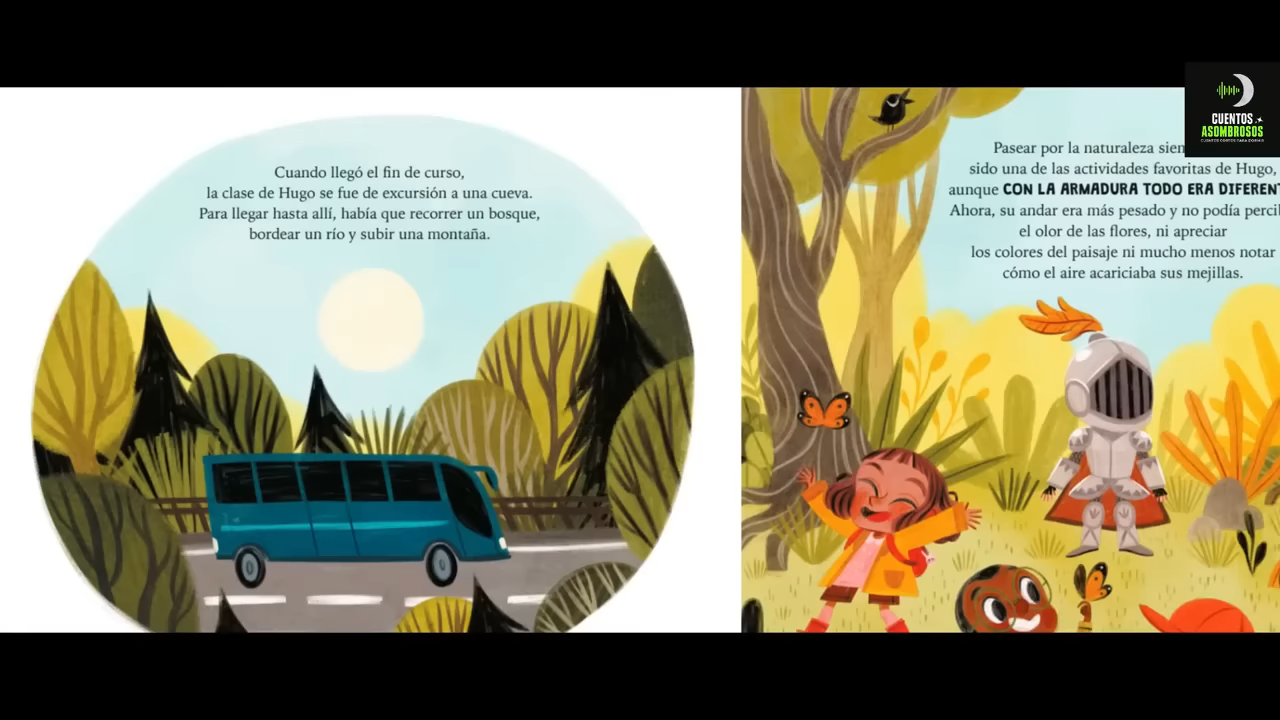 Cuando llegó el fin de curso,
la clase de Hugo se fue de excursión a una cueva.
Para llegar hasta allí, había que recorrer un bosque,
bordear un río y subir una montaña.
Pasear por la naturaleza
sido una de las actividades favoritas de Hugo,
aunque CON LA ARMADURA TODO ERA
Ahora, su andar era más pesado y no podía
el olor de las flores, ni apreciar
los colores del paisaje ni mucho menos notar
cómo el aire acariciaba sus mejillas.
CUENTOS
ASOMBROSOS